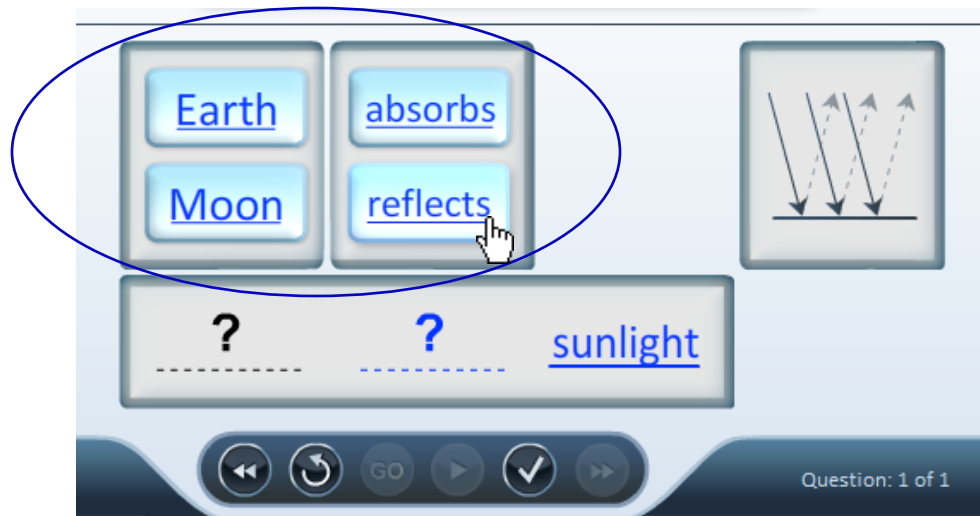 Earth
absorbs
Moon
reflects
? ? sunlight
GO
Question: 1 of 1